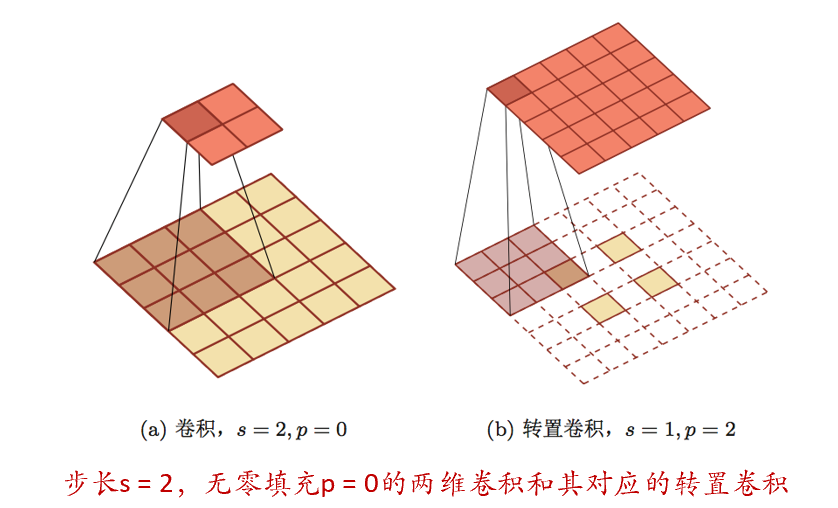 (a) 卷积，s = 2, p = 0
(b) 转置卷积，s = 1, p = 2
步长s = 2，无零填充p = 0的两维卷积和其对应的转置卷积